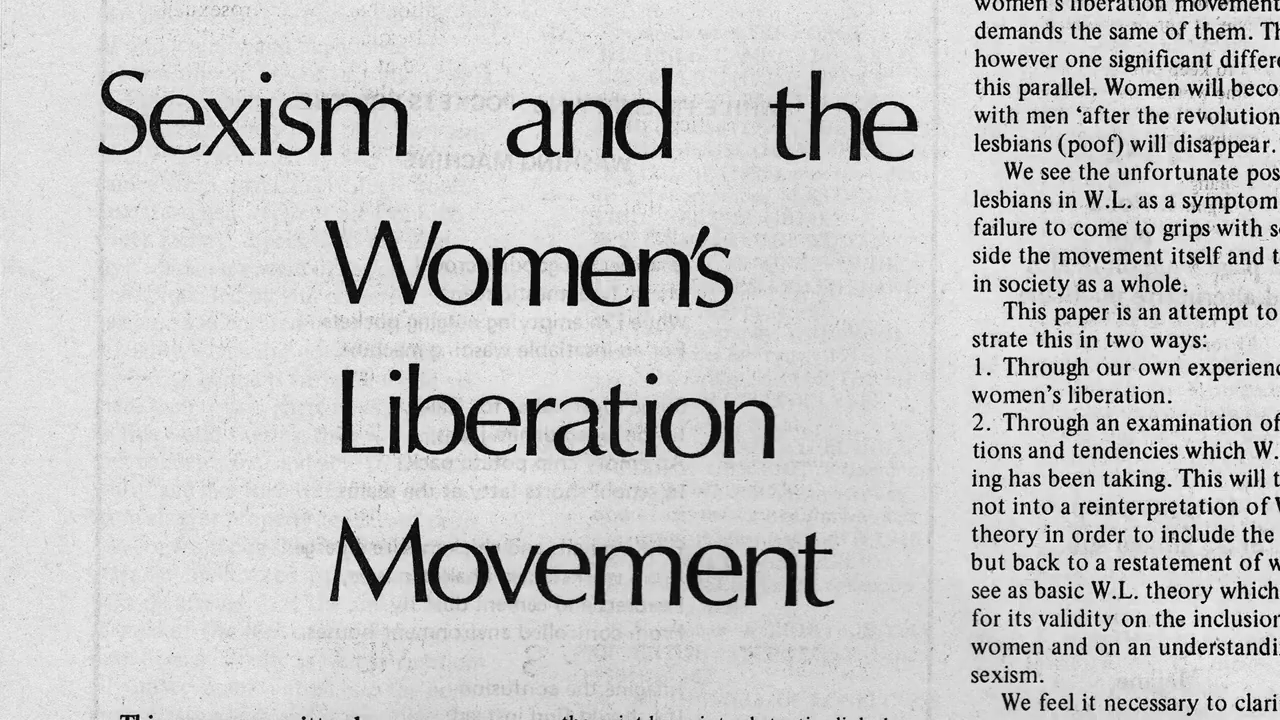 Sexism and the
Women's
Liberation
Movement
women's liberation movement
demands the same of them. Th
however one significant differe
this parallel. Women will beco
with men 'after the revolution
lesbians (poof) will disappear.
We see the unfortunate pos
lesbians in W.L. as a symptom
failure to come to grips with s
side the movement itself and t
in society as a whole.
This paper is an attempt to
strate this in two ways:
1. Through our own experienc
women's liberation.
2. Through an examination of
tions and tendencies which W.
ing has been taking. This will t
not into a reinterpretation of W
theory in order to include the
but back to a restatement of w
see as basic W.L. theory which
for its validity on the inclusion
women and on an understandi
sexism.
We feel it necessary to clari